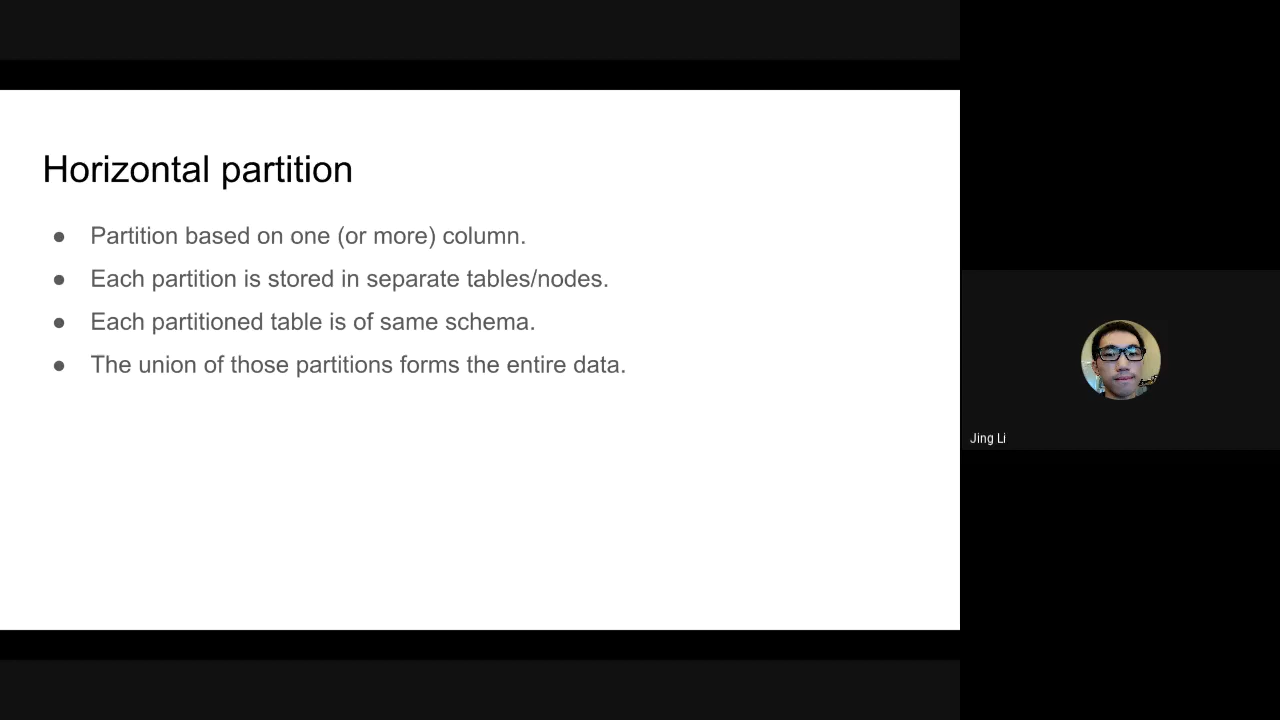 Horizontal partition
● Partition based on one (or more) column.
● Each partition is stored in separate tables/nodes.
● Each partitioned table is of same schema.
● The union of those partitions forms the entire data.
Jing Li